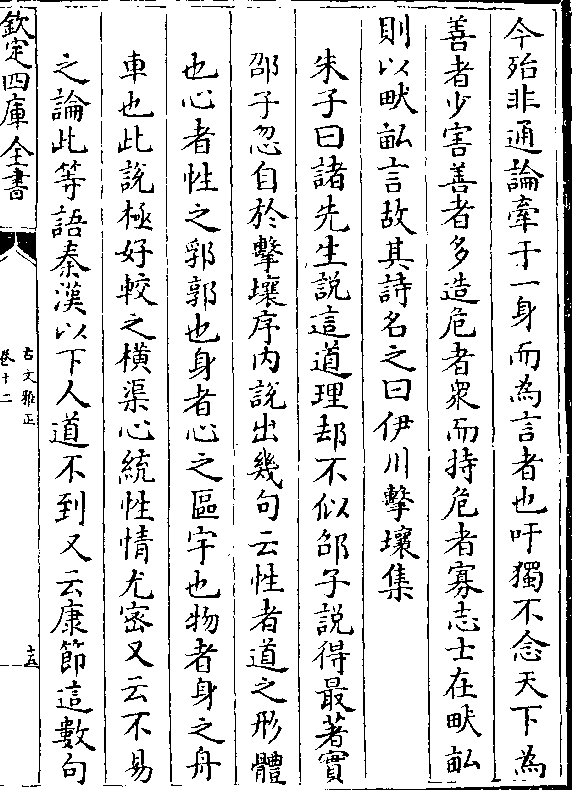 今殆非通論牽于一身而為言者也吁獨不念天下為
善者少害善者多造危者衆而持危者寡志士在畎畝
則以畎畝言故其詩名之曰伊川擊壤集
朱子曰諸先生說這道理却不似邵子說得最著實
邵子忽自於擊壤序内說出幾句云性者道之形體
也心者性之郛郭也身者心之區宇也物者身之舟
車也此說極好較之横渠心統性情尤密又云不易
之論此等語秦漢以下人道不到又云康節這數句
欽定四庫全書
古文雅正
卷十二
十五